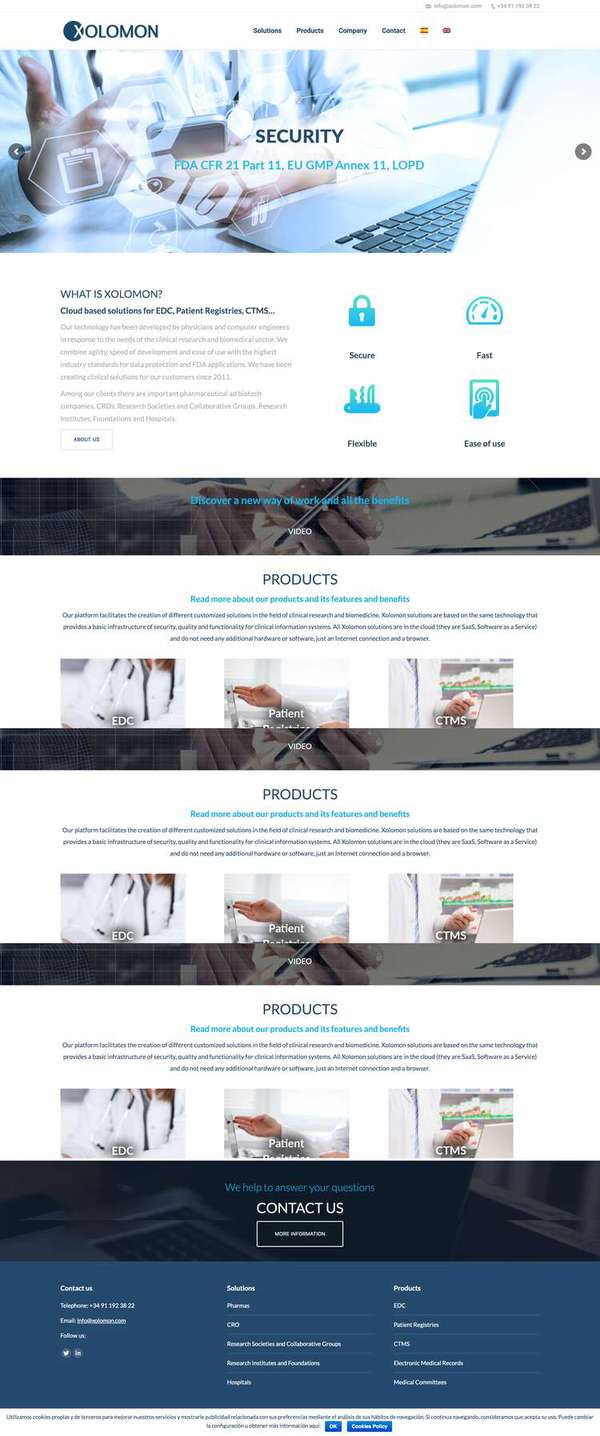 info@xolomon.com +34 91 192 38 22
XOLOMON
Solutions Products Company Contact
SECURITY
FDA CFR 21 Part 11, EU GMP Annex 11, LOPD
WHAT IS XOLOMON?
Cloud based solutions for EDC, Patient Registries, CTMS...
Our technology has been developed by physicians and computer engineers
in response to the needs of the clinical research and biomedical sector. We
combine agility, speed of development and ease of use with the highest
industry standards for data protection and FDA applications. We have been
creating clinical solutions for our customers since 2011.
Among our clients there are important pharmaceutical ad biotech
companies, CROs, Research Societies and Collaborative Groups, Research
Institutes, Foundations and Hospitals.
ABOUT US
Secure Fast
Flexible Ease of use
Discover a new way of work and all the benefits
VIDEO
PRODUCTS
Read more about our products and its features and benefits
Our platform facilitates the creation of different customized solutions in the field of clinical research and biomedicine. Xolomon solutions are based on the same technology that
provides a basic infrastructure of security, quality and functionality for clinical information systems. All Xolomon solutions are in the cloud (they are SaaS, Software as a Service)
and do not need any additional hardware or software, just an Internet connection and a browser.
EDC Patient Registries CTMS
VIDEO
PRODUCTS
Read more about our products and its features and benefits
Our platform facilitates the creation of different customized solutions in the field of clinical research and biomedicine. Xolomon solutions are based on the same technology that
provides a basic infrastructure of security, quality and functionality for clinical information systems. All Xolomon solutions are in the cloud (they are SaaS, Software as a Service)
and do not need any additional hardware or software, just an Internet connection and a browser.
EDC Patient Registries CTMS
VIDEO
PRODUCTS
Read more about our products and its features and benefits
Our platform facilitates the creation of different customized solutions in the field of clinical research and biomedicine. Xolomon solutions are based on the same technology that
provides a basic infrastructure of security, quality and functionality for clinical information systems. All Xolomon solutions are in the cloud (they are SaaS, Software as a Service)
and do not need any additional hardware or software, just an Internet connection and a browser.
EDC Patient Registries CTMS
We help to answer your questions
CONTACT US
MORE INFORMATION
Contact us
Telephone: +34 91 192 38 22
Email: info@xolomon.com
Follow us:
Solutions
Pharmas
CRO
Research Societies and Collaborative Groups
Research Institutes and Foundations
Hospitals
Products
EDC
Patient Registries
CTMS
Electronic Medical Records
Medical Committees
Utilizamos cookies propias y de terceros para mejorar nuestros servicios y mostrarle publicidad relacionada con sus preferencias mediante el análisis de sus hábitos de navegación. Si continua navegando, consideramos que acepta su uso. Puede cambiar
la configuración u obtener más información aquí: OK Cookies Policy